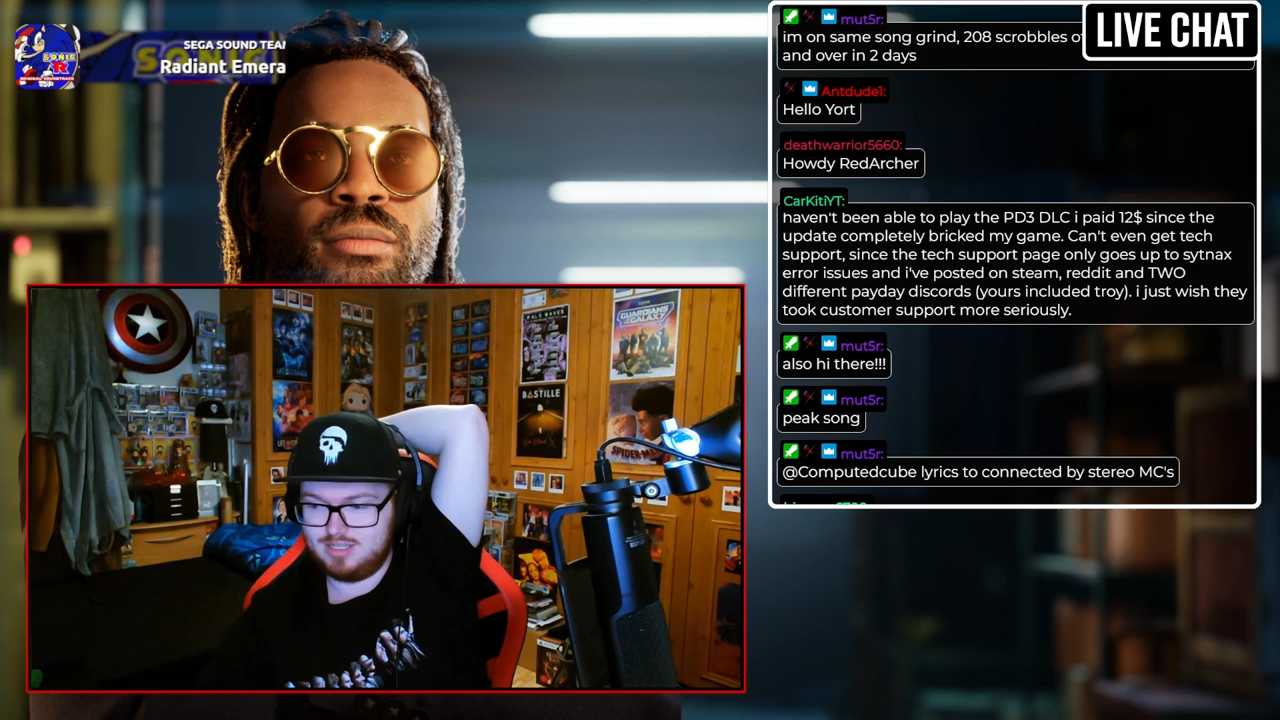 SEGA SOUND TEAM
Radiant Emera
SONIC R
LIVE CHAT
mut5r:
im on same song grind, 208 scrobbles of
and over in 2 days
Antdude1:
Hello Yort
deathwarrior5660:
Howdy RedArcher
CarKitiYT:
haven't been able to play the PD3 DLC i paid 12$ since the
update completely bricked my game. Can't even get tech
support, since the tech support page only goes up to sytnax
error issues and i've posted on steam, reddit and TWO
different payday discords (yours included troy). i just wish they
took customer support more seriously.
mut5r:
also hi there!!!
mut5r:
peak song
mut5r:
@Computedcube lyrics to connected by stereo MC's
PALE WAVES
GUARDIANS
GALAXY
BASTILLE
SPIDER-MAN